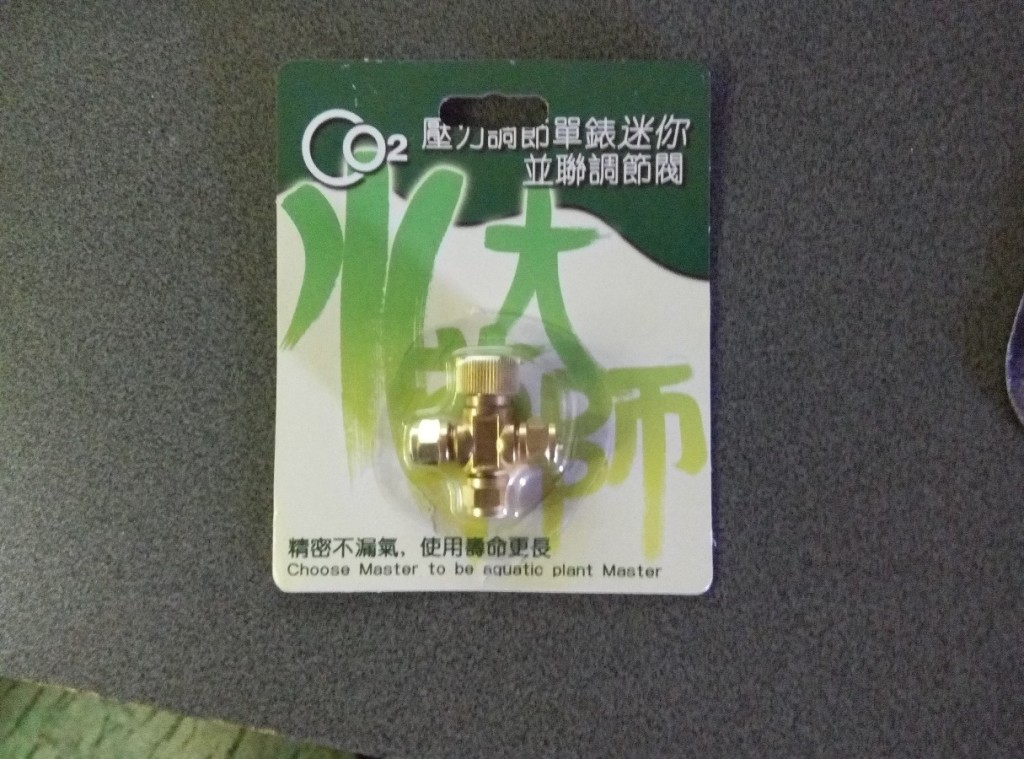 CO2 壓力調節單錶迷你
並聯調節閥
水大師
精密不漏氣，使用壽命更長
Choose Master to be aquatic plant Master